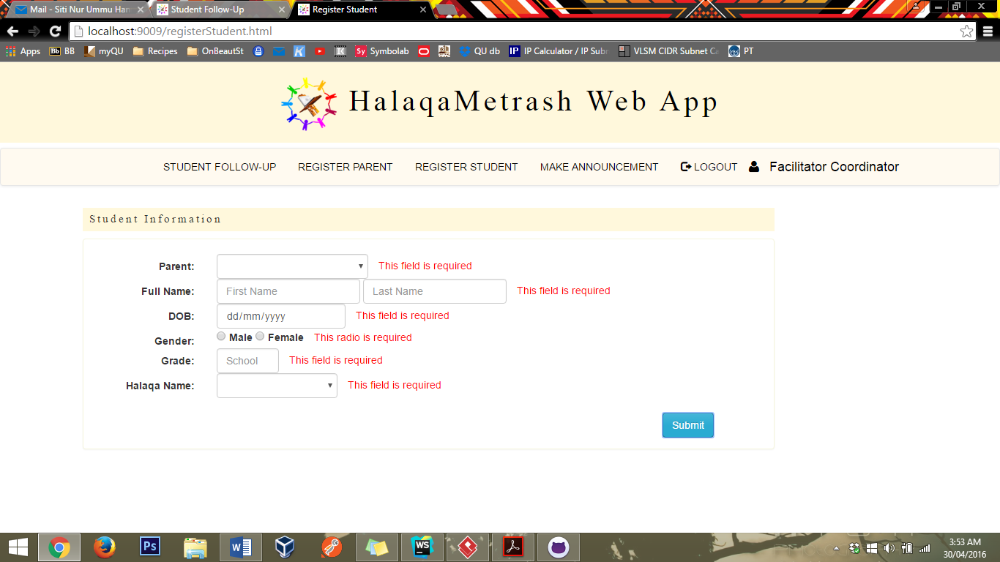 Mail - Siti Nur Ummu Ham Student Follow-Up Register Student
localhost:9009/registerStudent.html
Apps Bb BB myQU Recipes OnBeautSt Sy Symbolab QU db IP IP Calculator / IP Subn VLSM CIDR Subnet Ca PT
HalaqaMetrash Web App
STUDENT FOLLOW-UP REGISTER PARENT REGISTER STUDENT MAKE ANNOUNCEMENT LOGOUT Facilitator Coordinator
Student Information
Parent: This field is required
Full Name: First Name Last Name This field is required
DOB: dd/mm/yyyy This field is required
Gender: Male Female This radio is required
Grade: School This field is required
Halaqa Name: This field is required
Submit
Ps WS
3:53 AM
30/04/2016